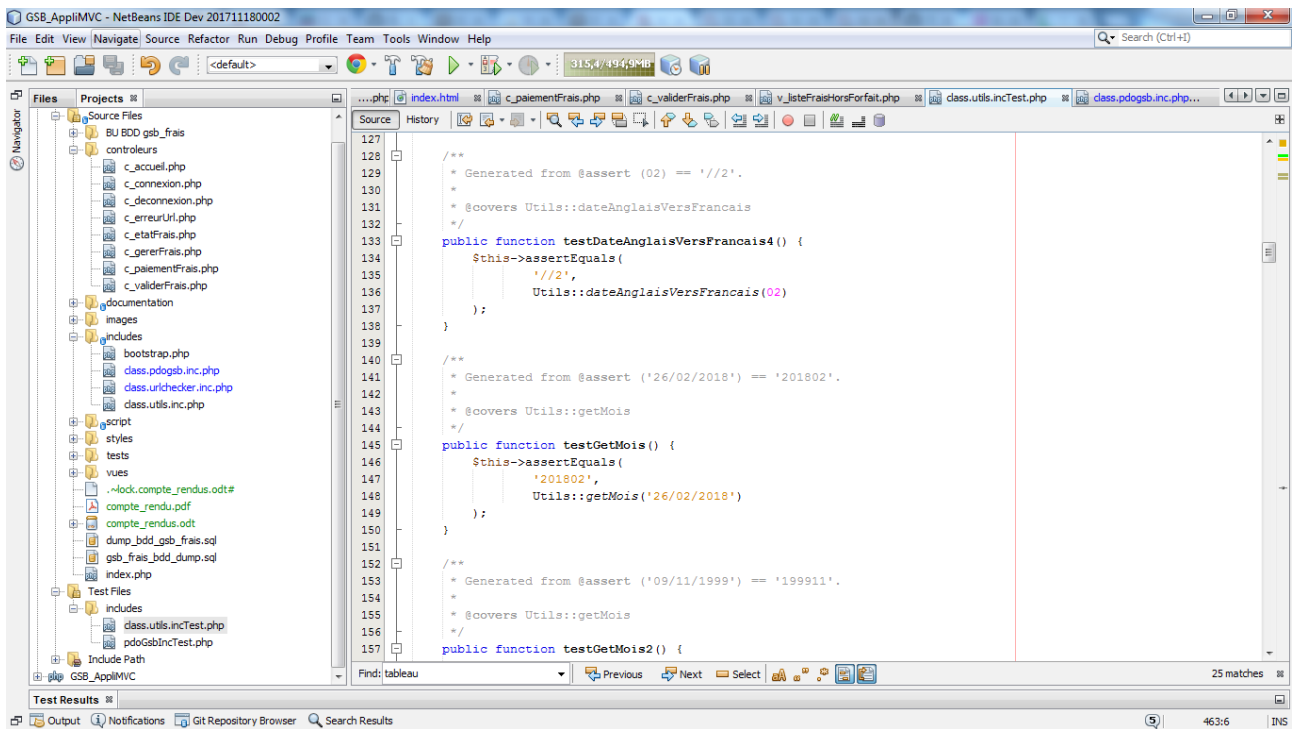 GSB_AppliMVC - NetBeans IDE Dev 201711180002
File Edit View Navigate Source Refactor Run Debug Profile Team Tools Window Help
Search (Ctrl+I)
<default>
315,4/494,9MB
Navigator
Files Projects
Source Files
BU BDD gsb_frais
controleurs
c_accueil.php
c_connexion.php
c_deconnexion.php
c_erreurUrl.php
c_etatFrais.php
c_gererFrais.php
c_paiementFrais.php
c_validerFrais.php
documentation
images
includes
bootstrap.php
class.pdogsb.inc.php
class.urlchecker.inc.php
class.utils.inc.php
script
styles
tests
vues
.~lock.compte_rendus.odt#
compte_rendu.pdf
compte_rendus.odt
dump_bdd_gsb_frais.sql
gsb_frais_bdd_dump.sql
index.php
Test Files
includes
class.utils.incTest.php
pdoGsbIncTest.php
Include Path
GSB_AppliMVC
....php index.html c_paiementFrais.php c_validerFrais.php v_listeFraisHorsForfait.php class.utils.incTest.php class.pdogsb.inc.php...
Source History
127
128 /**
129 * Generated from @assert (02) == '//2'.
130 *
131 * @covers Utils::dateAnglaisVersFrancais
132 */
133 public function testDateAnglaisVersFrancais4() {
134 $this->assertEquals(
135 '//2',
136 Utils::dateAnglaisVersFrancais(02)
137 );
138 }
139
140 /**
141 * Generated from @assert ('26/02/2018') == '201802'.
142 *
143 * @covers Utils::getMois
144 */
145 public function testGetMois() {
146 $this->assertEquals(
147 '201802',
148 Utils::getMois('26/02/2018')
149 );
150 }
151
152 /**
153 * Generated from @assert ('09/11/1999') == '199911'.
154 *
155 * @covers Utils::getMois
156 */
157 public function testGetMois2() {
Find: tableau Previous Next Select 25 matches
Test Results
Output Notifications Git Repository Browser Search Results 5 463:6 INS